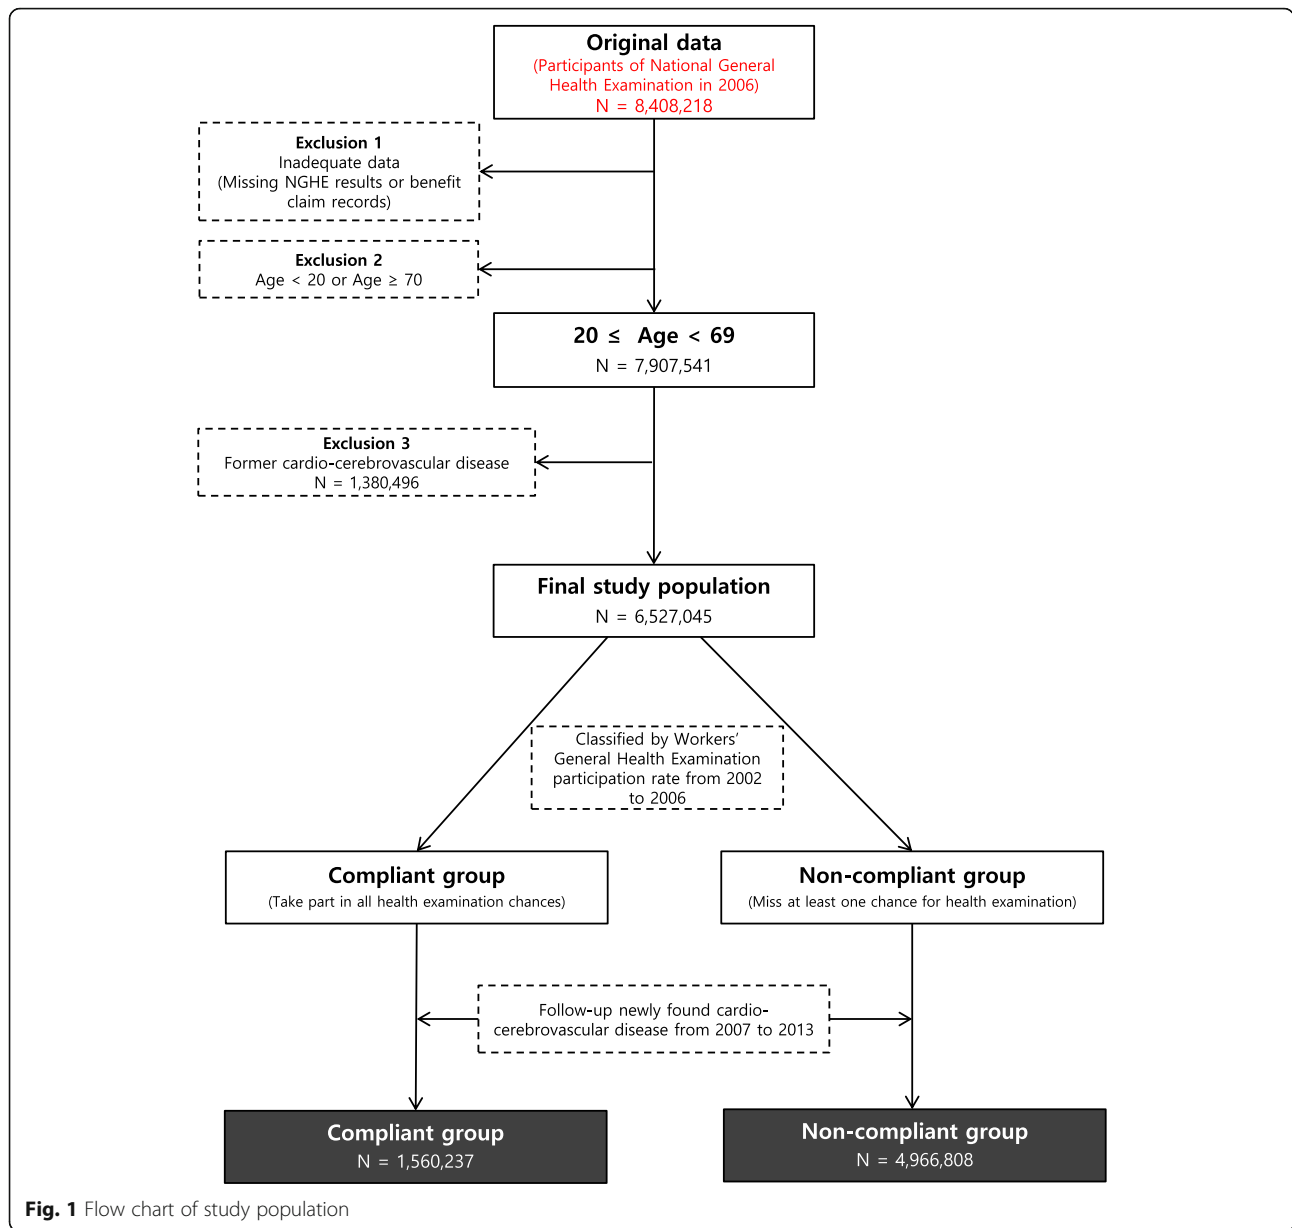 Original data
(Participants of National General
Health Examination in 2006)
N = 8,408,218
Exclusion 1
Inadequate data
(Missing NGHE results or benefit
claim records)
Exclusion 2
Age < 20 or Age ≥ 70
20 ≤ Age < 69
N = 7,907,541
Exclusion 3
Former cardio-cerebrovascular disease
N = 1,380,496
Final study population
N = 6,527,045
Classified by Workers'
General Health Examination
participation rate from 2002
to 2006
Compliant group
(Take part in all health examination chances)
Non-compliant group
(Miss at least one chance for health examination)
Follow-up newly found cardio-
cerebrovascular disease from 2007 to 2013
Compliant group
N = 1,560,237
Non-compliant group
N = 4,966,808
Fig. 1 Flow chart of study population